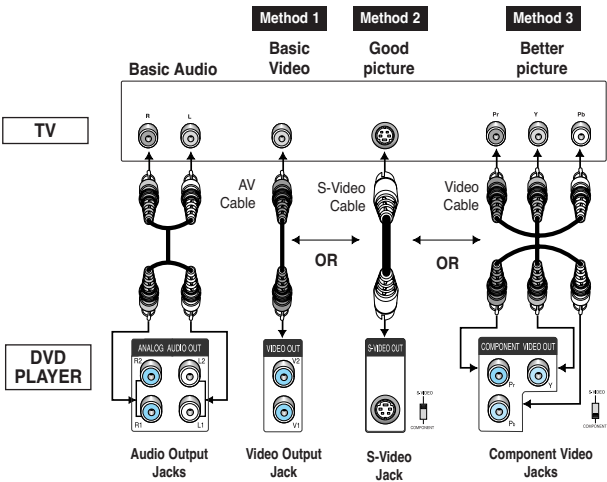 Method 1
Method 2
Method 3
Basic Audio
Basic
Video
Good
picture
Better
picture
TV
R
L
Pr
Y
Pb
AV
Cable
S-Video
Cable
Video
Cable
OR
OR
DVD
PLAYER
ANALOG AUDIO OUT
R2
L2
R1
L1
VIDEO OUT
V2
V1
S-VIDEO OUT
S-VIDEO
COMPONENT
COMPONENT VIDEO OUT
Pr
Y
Pb
S-VIDEO
COMPONENT
Audio Output
Jacks
Video Output
Jack
S-Video
Jack
Component Video
Jacks